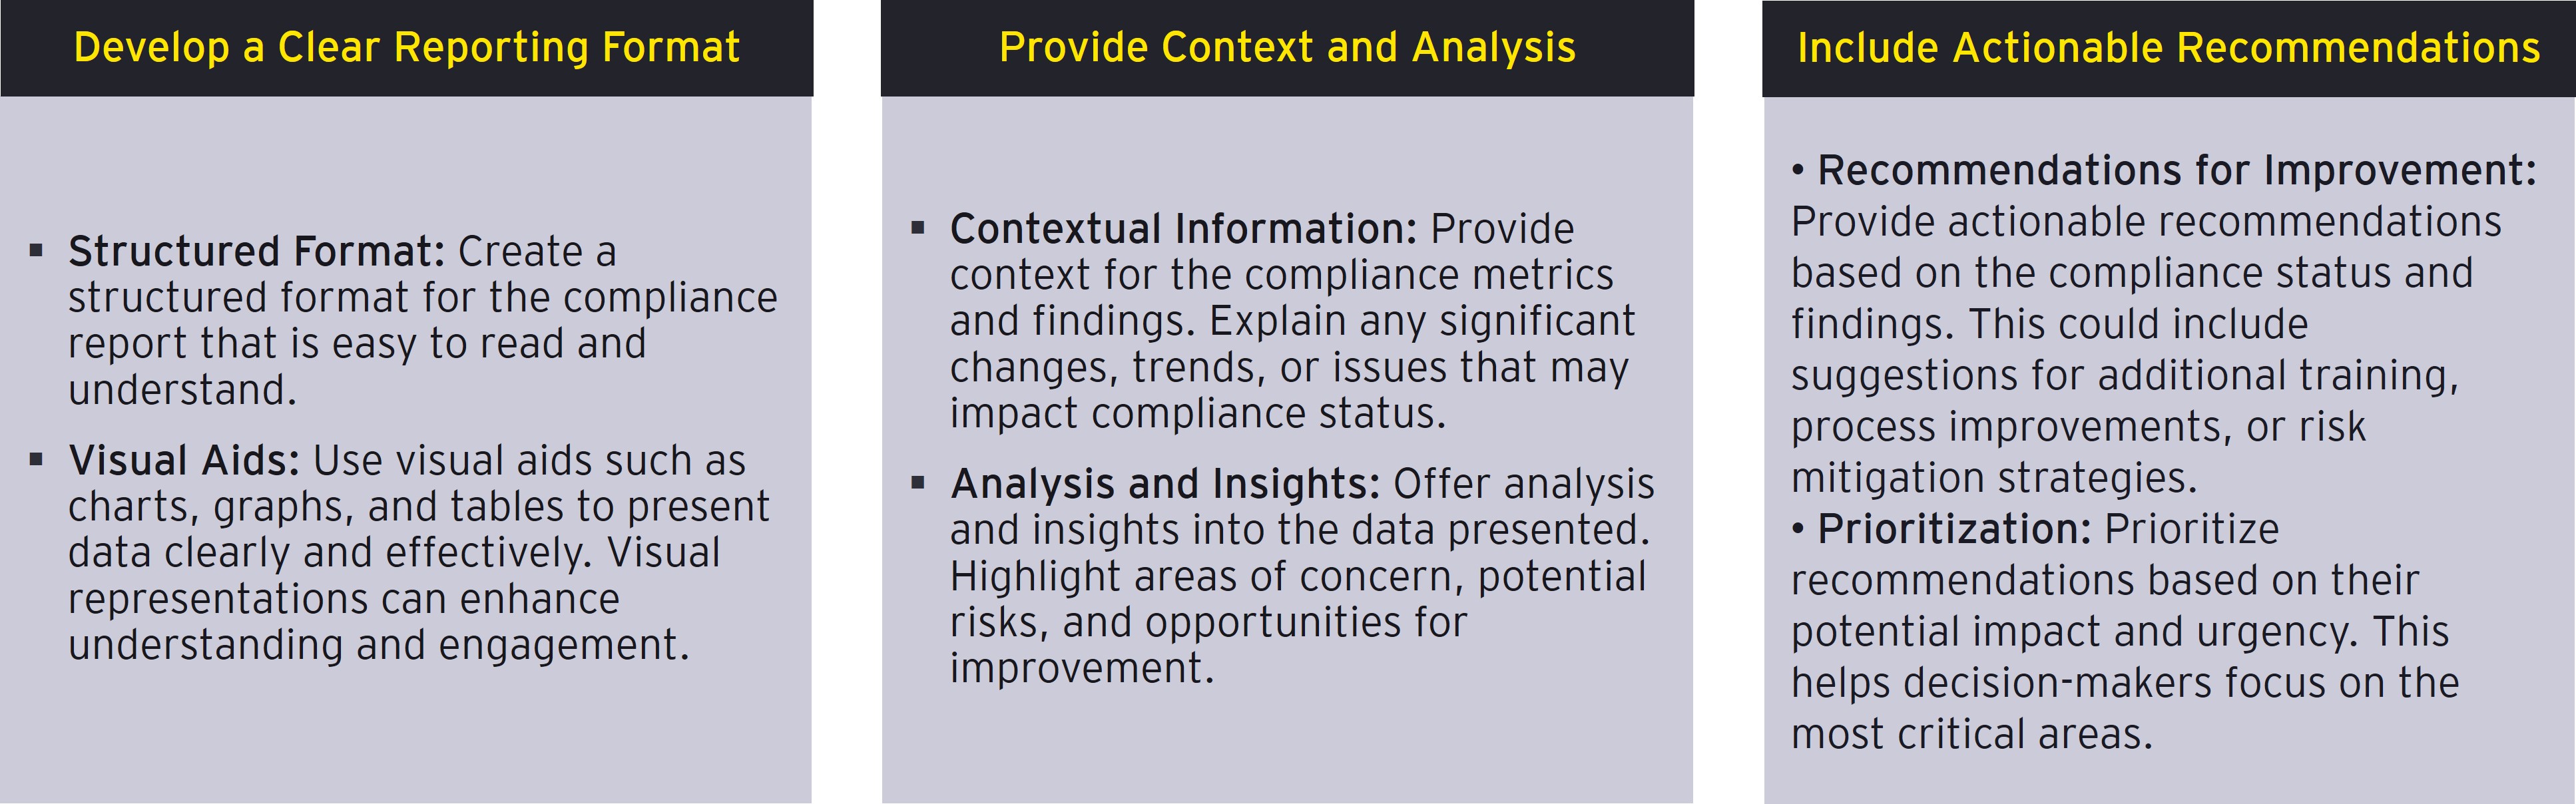 Develop a Clear Reporting Format
▪ Structured Format: Create a
structured format for the compliance
report that is easy to read and
understand.
▪ Visual Aids: Use visual aids such as
charts, graphs, and tables to present
data clearly and effectively. Visual
representations can enhance
understanding and engagement.
Provide Context and Analysis
▪ Contextual Information: Provide
context for the compliance metrics
and findings. Explain any significant
changes, trends, or issues that may
impact compliance status.
▪ Analysis and Insights: Offer analysis
and insights into the data presented.
Highlight areas of concern, potential
risks, and opportunities for
improvement.
Include Actionable Recommendations
• Recommendations for Improvement:
Provide actionable recommendations
based on the compliance status and
findings. This could include
suggestions for additional training,
process improvements, or risk
mitigation strategies.
• Prioritization: Prioritize
recommendations based on their
potential impact and urgency. This
helps decision-makers focus on the
most critical areas.